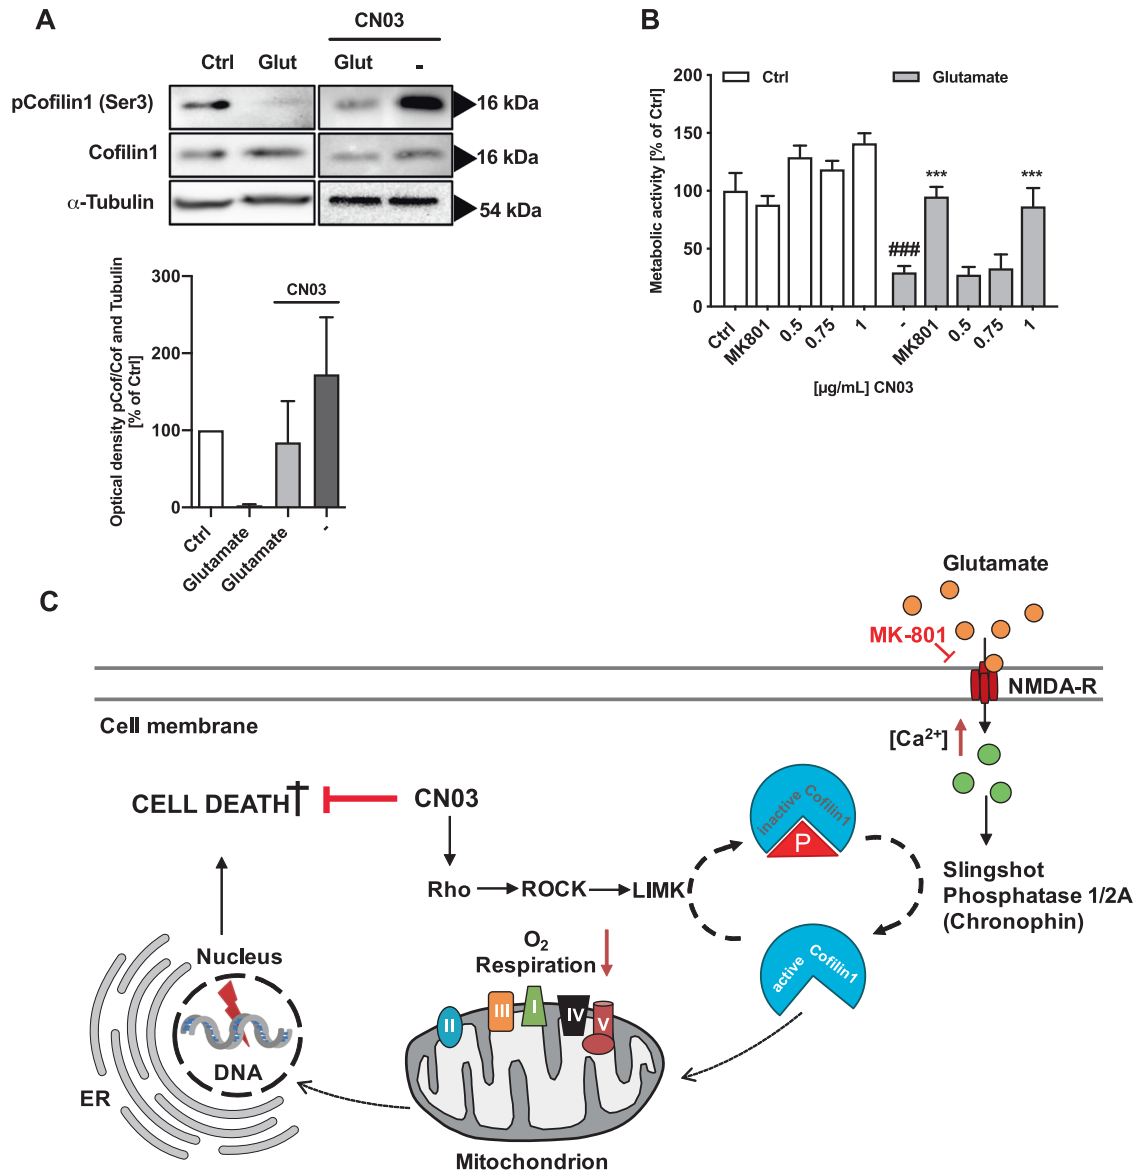 A
CN03
Ctrl Glut Glut -
pCofilin1 (Ser3) 16 kDa
Cofilin1 16 kDa
α-Tubulin 54 kDa
Optical density pCof/Cof and Tubulin
[% of Ctrl]
300
200
100
0
CN03
Ctrl Glutamate Glutamate -
B
Metabolic activity [% of Ctrl]
200
150
100
50
0
Ctrl Glutamate
### *** ***
Ctrl MK801 0.5 0.75 1 - MK801 0.5 0.75 1
[µg/mL] CN03
C
Glutamate
MK-801
NMDA-R
Cell membrane
[Ca²⁺]
CELL DEATH† CN03
inactive Cofilin1
P
Rho ROCK LIMK
Slingshot
Phosphatase 1/2A
(Chronophin)
O₂
Respiration
active Cofilin1
Nucleus
DNA
ER
II III I IV V
Mitochondrion